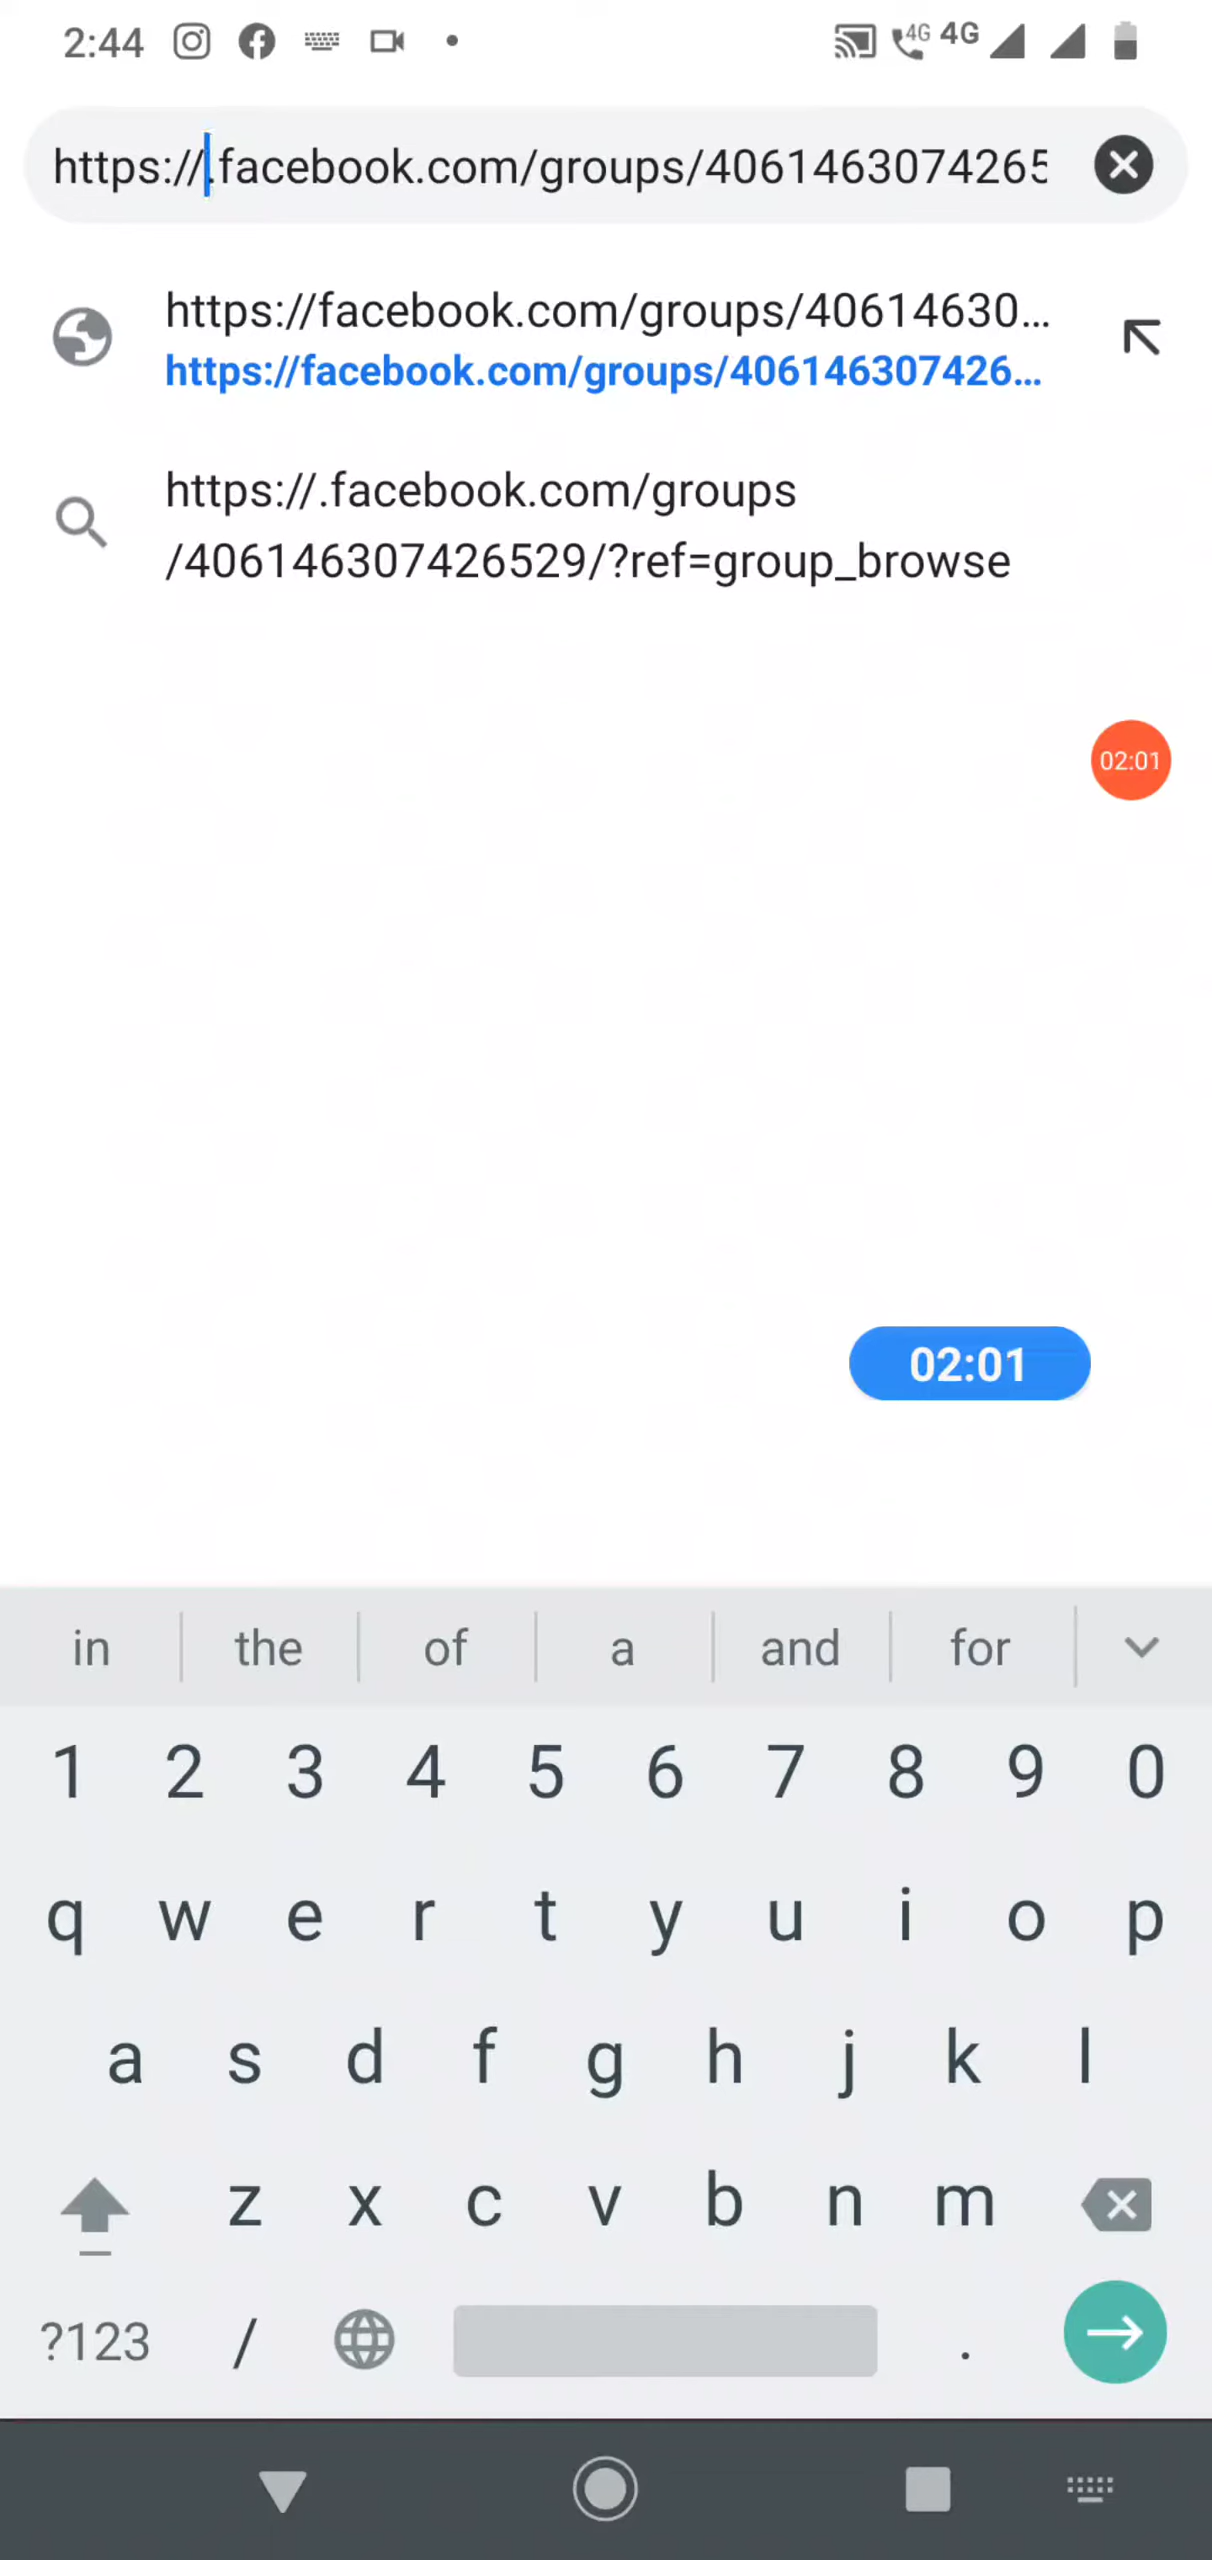 2:44 4G 4G
https://.facebook.com/groups/4061463074265
https://facebook.com/groups/40614630...
https://facebook.com/groups/406146307426...
https://.facebook.com/groups
/406146307426529/?ref=group_browse
02:01
02:01
in the of a and for
1 2 3 4 5 6 7 8 9 0
q w e r t y u i o p
a s d f g h j k l
z x c v b n m
?123 / .